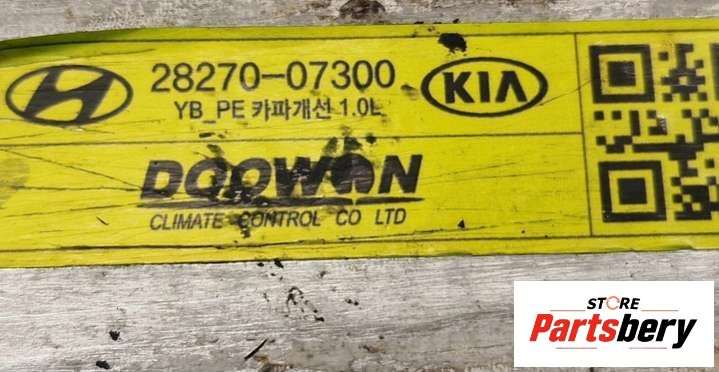 28270-07300
KIA
YB_PE 카파개선 1.0L
DOOWON
CLIMATE CONTROL CO LTD
STORE
Partsbery